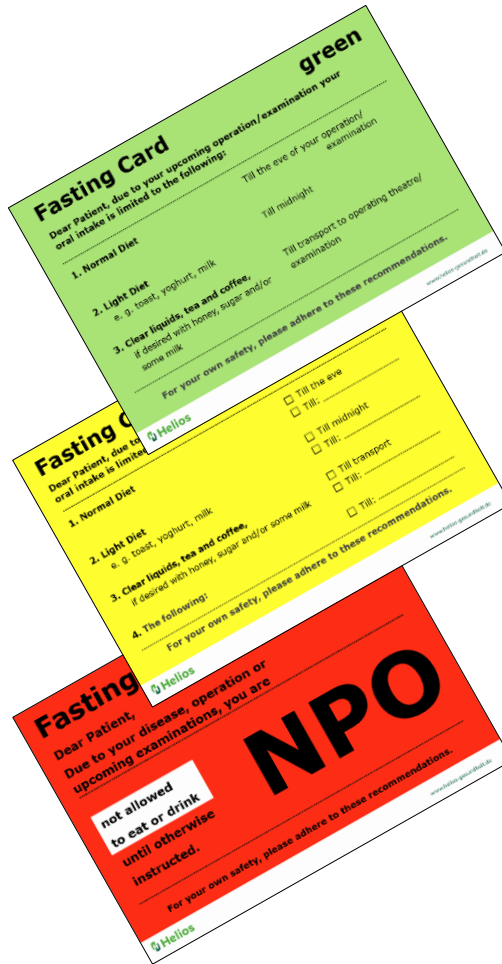 green
Fasting Card
Dear Patient, due to your upcoming operation/examination your
oral intake is limited to the following:
1. Normal Diet
Till the eve of your operation/
examination
2. Light Diet
e. g. toast, yoghurt, milk
Till midnight
3. Clear liquids, tea and coffee,
if desired with honey, sugar and/or
some milk
Till transport to operating theatre/
examination
For your own safety, please adhere to these recommendations.
Helios
www.helios-gesundheit.de
Fasting C
Dear Patient, due to
oral intake is limited
1. Normal Diet
Till the eve
Till:
2. Light Diet
e. g. toast, yoghurt, milk
Till midnight
Till:
3. Clear liquids, tea and coffee,
if desired with honey, sugar and/or some milk
Till transport
Till:
4. The following:
Till:
For your own safety, please adhere to these recommendations.
Helios
www.helios-gesundheit.de
Fasting
Dear Patient,
Due to your disease, operation or
upcoming examinations, you are
not allowed
to eat or drink
until otherwise
instructed.
NPO
For your own safety, please adhere to these recommendations.
Helios
www.helios-gesundheit.de